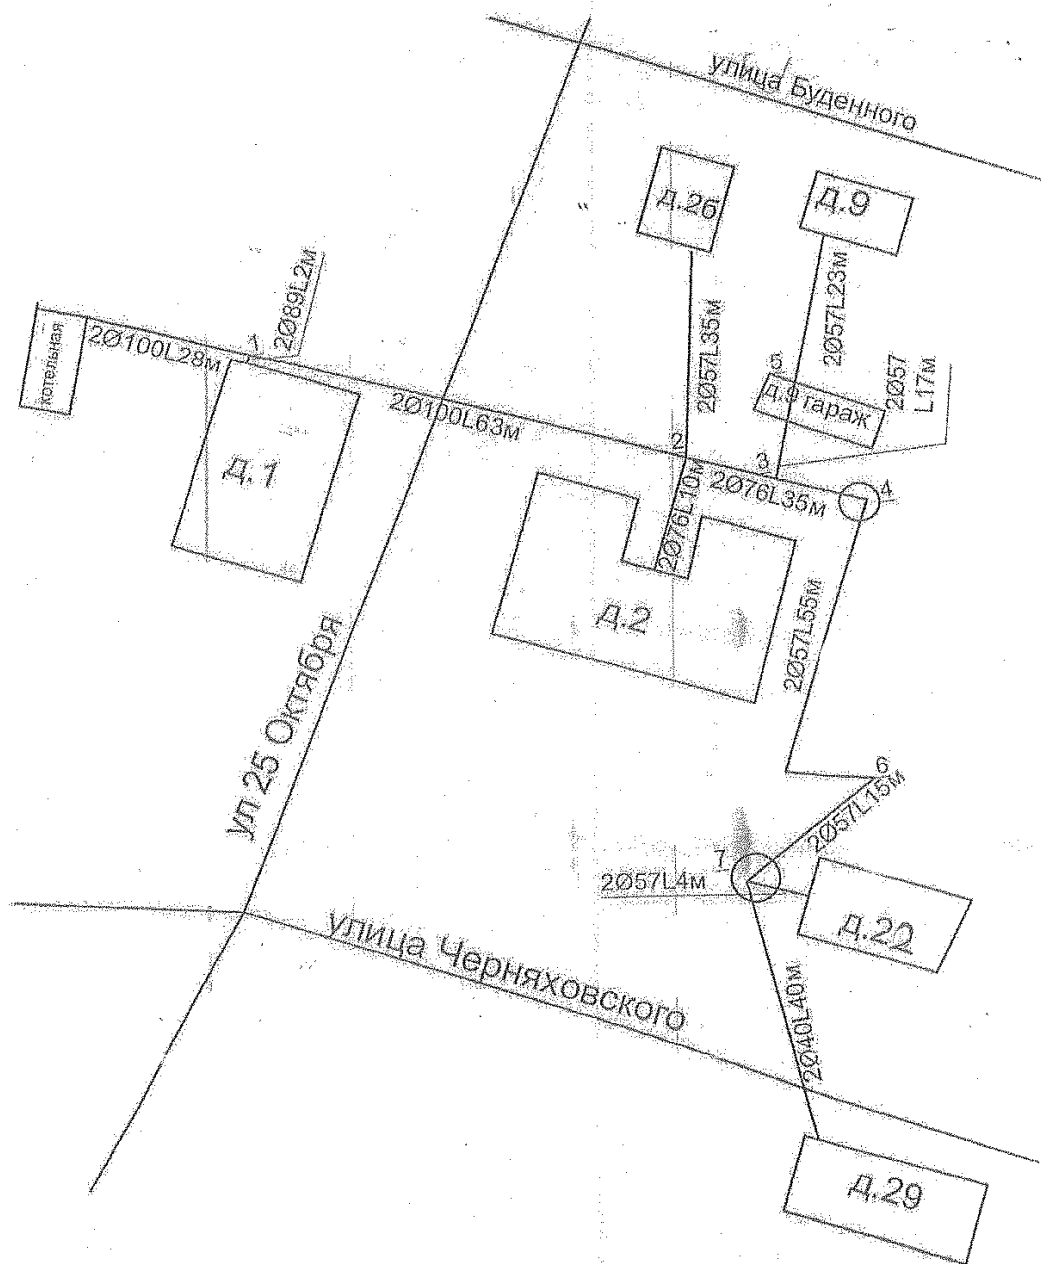 улица Буденного
д.2б
д.9
2Ø89L2м
2Ø57L23м
котельная
2Ø100L28м
1
2Ø57L35м
5
д.9 гараж
2Ø57
L17м
2Ø100L63м
2
3
4
2Ø76L35м
2Ø76L10м
д.1
д.2
2Ø57L55м
ул 25 Октября
6
2Ø57L15м
7
2Ø57L4м
д.22
улица Черняховского
2Ø40L40м
д.29